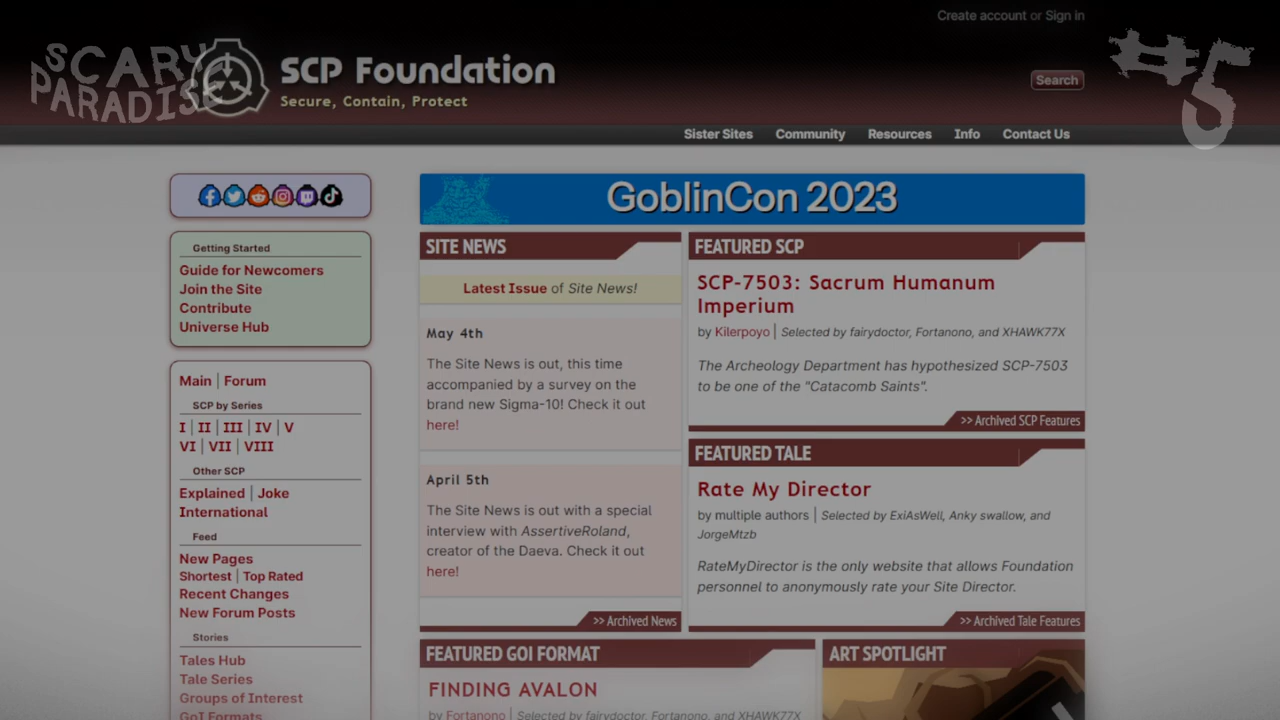 Create account or Sign in
SCARY
PARADISE
#5
SCP Foundation
Secure, Contain, Protect
Search
Sister Sites Community Resources Info Contact Us
GoblinCon 2023
Getting Started
Guide for Newcomers
Join the Site
Contribute
Universe Hub
Main | Forum
SCP by Series
I | II | III | IV | V
VI | VII | VIII
Other SCP
Explained | Joke
International
Feed
New Pages
Shortest | Top Rated
Recent Changes
New Forum Posts
Stories
Tales Hub
Tale Series
Groups of Interest
GoI Formats
SITE NEWS
Latest Issue of Site News!
May 4th
The Site News is out, this time
accompanied by a survey on the
brand new Sigma-10! Check it out
here!
April 5th
The Site News is out with a special
interview with AssertiveRoland,
creator of the Daeva. Check it out
here!
>> Archived News
FEATURED SCP
SCP-7503: Sacrum Humanum
Imperium
by Kilerpoyo | Selected by fairydoctor, Fortanono, and XHAWK77X
The Archeology Department has hypothesized SCP-7503
to be one of the "Catacomb Saints".
>> Archived SCP Features
FEATURED TALE
Rate My Director
by multiple authors | Selected by ExiAsWell, Anky swallow, and
JorgeMtzb
RateMyDirector is the only website that allows Foundation
personnel to anonymously rate your Site Director.
>> Archived Tale Features
FEATURED GOI FORMAT
FINDING AVALON
by Fortanono | Selected by fairydoctor, Fortanono, and XHAWK77X
ART SPOTLIGHT